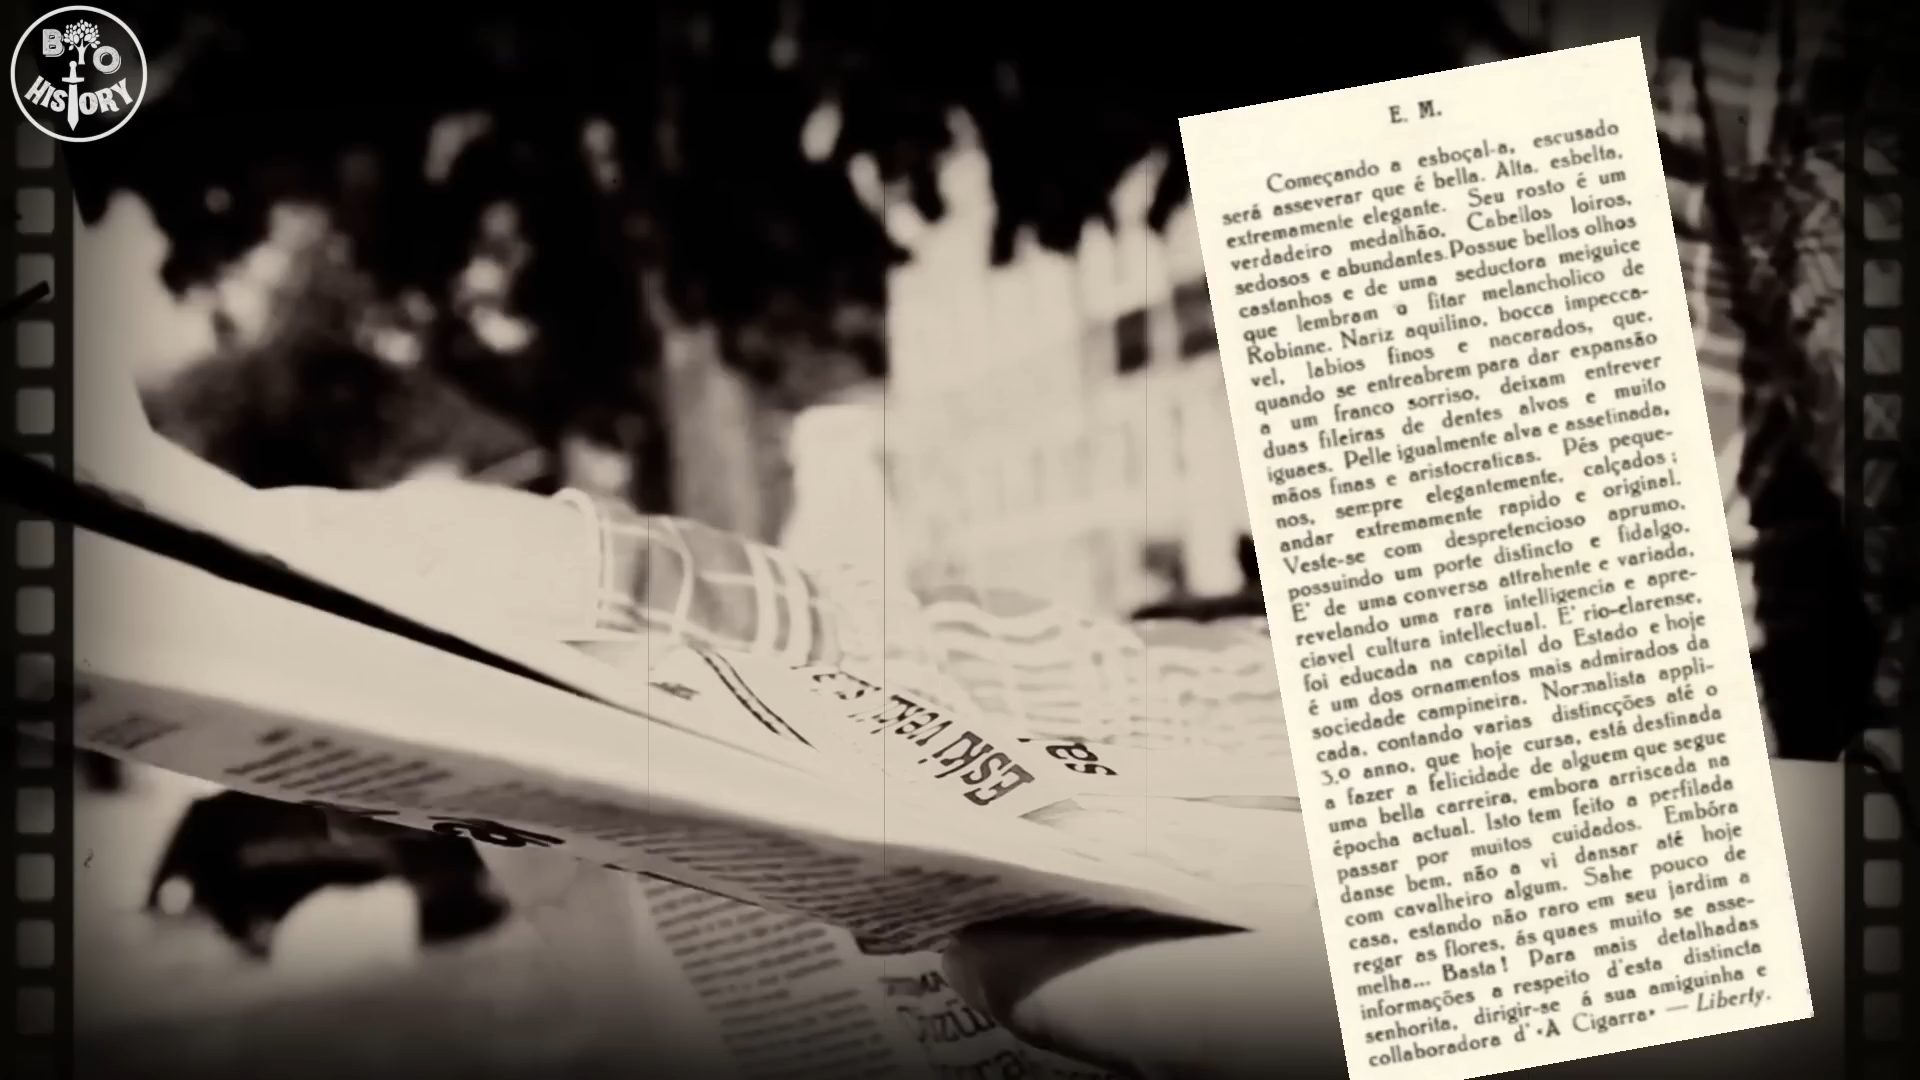 BIO
HISTORY
E. M.
Começando a esboçal-a, escusado
será asseverar que é bella. Alta, esbelta,
extremamente elegante. Seu rosto é um
verdadeiro medalhão. Cabellos loiros,
sedosos e abundantes. Possue bellos olhos
castanhos e de uma seductora meiguice
que lembram o fitar melancholico de
Robinne. Nariz aquilino, bocca impecca-
vel, labios finos e nacarados, que,
quando se entreabrem para dar expansão
a um franco sorriso, deixam entrever
duas fileiras de dentes alvos e muito
iguaes. Pelle igualmente alva e assetinada,
mãos finas e aristocraticas. Pés peque-
nos, sempre elegantemente, calçados;
andar extremamente rapido e original.
Veste-se com despretencioso aprumo,
possuindo um porte distincto e fidalgo.
E' de uma conversa attrahente e variada,
revelando uma rara intelligencia e apre-
ciavel cultura intellectual. E' rio-clarense,
foi educada na capital do Estado e hoje
é um dos ornamentos mais admirados da
sociedade campineira. Normalista appli-
cada, contando varias distincções até o
3.o anno, que hoje cursa, está destinada
a fazer a felicidade de alguem que segue
uma bella carreira, embora arriscada na
épocha actual. Isto tem feito a perfilada
passar por muitos cuidados. Embóra
danse bem, não a vi dansar até hoje
com cavalheiro algum. Sahe pouco de
casa, estando não raro em seu jardim a
regar as flores, ás quaes muito se asse-
melha... Basta! Para mais detalhadas
informações a respeito d'esta distincta
senhorita, dirigir-se á sua amiguinha e
collaboradora d' «A Cigarra» — Liberty.